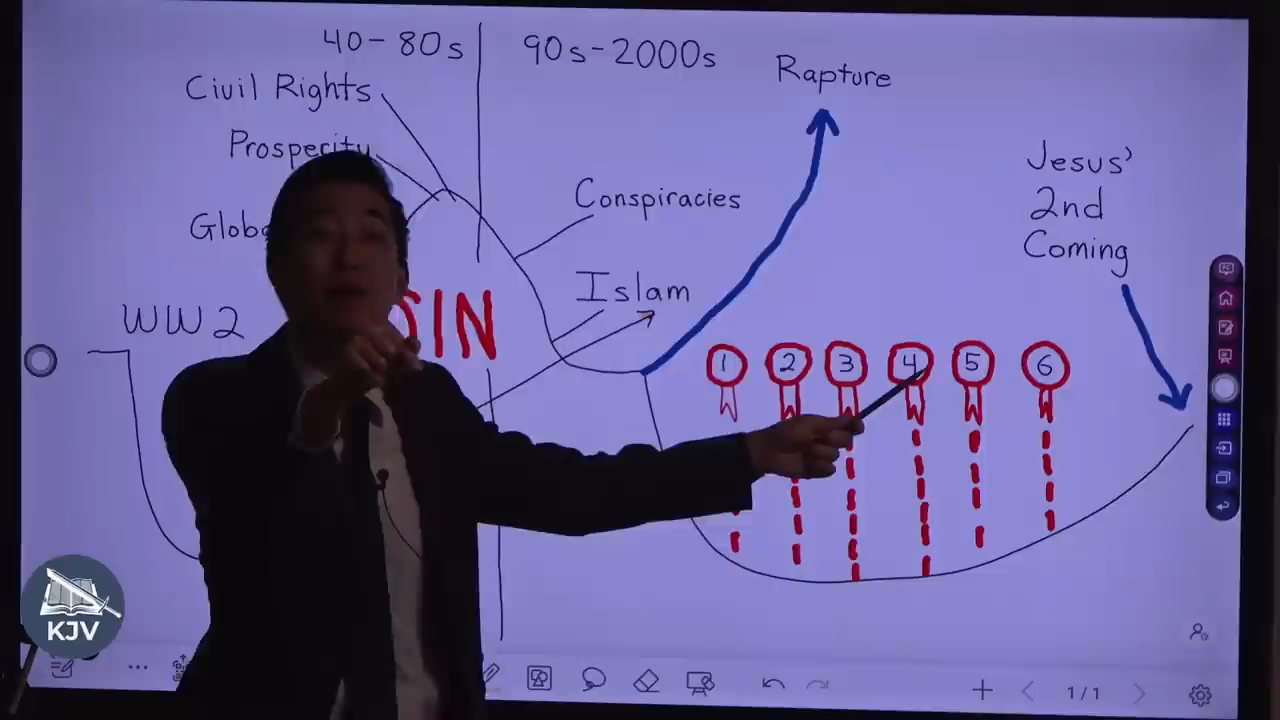 40-80s
90s-2000s
Rapture
Civil Rights
Prosperity
Conspiracies
Jesus'
2nd
Coming
Islam
WW2
SIN
1
2
3
4
5
6
KJV
1/1